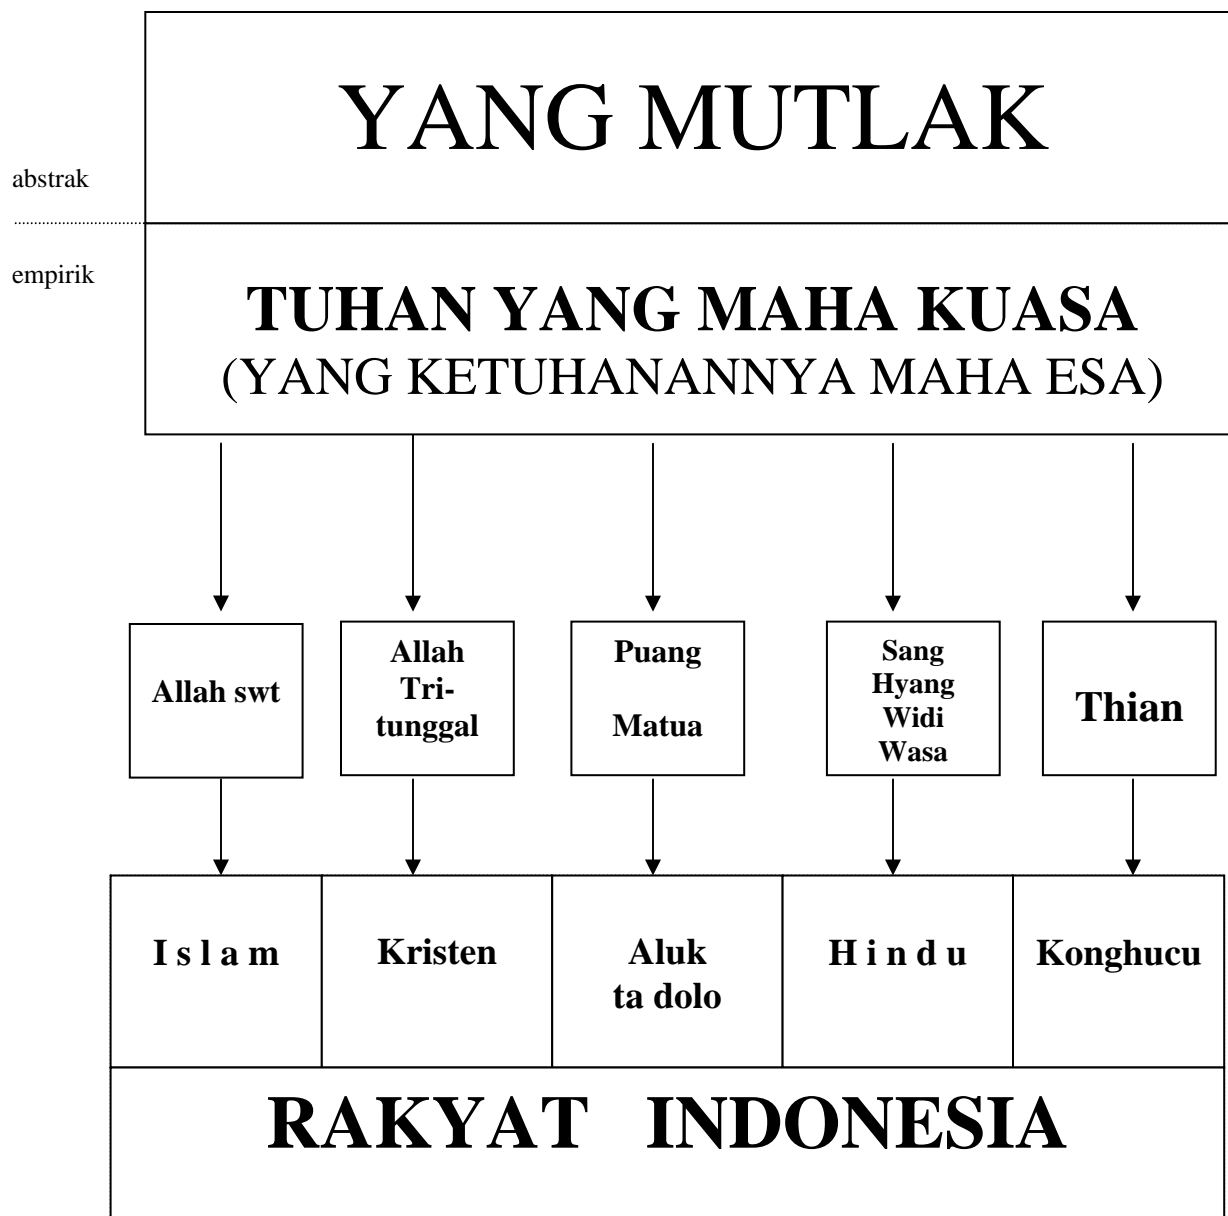 YANG MUTLAK
abstrak
empirik
TUHAN YANG MAHA KUASA
(YANG KETUHANANNYA MAHA ESA)
Allah swt
Allah
Tri-
tunggal
Puang
Matua
Sang
Hyang
Widi
Wasa
Thian
I s l a m
Kristen
Aluk
ta dolo
H i n d u
Konghucu
RAKYAT INDONESIA